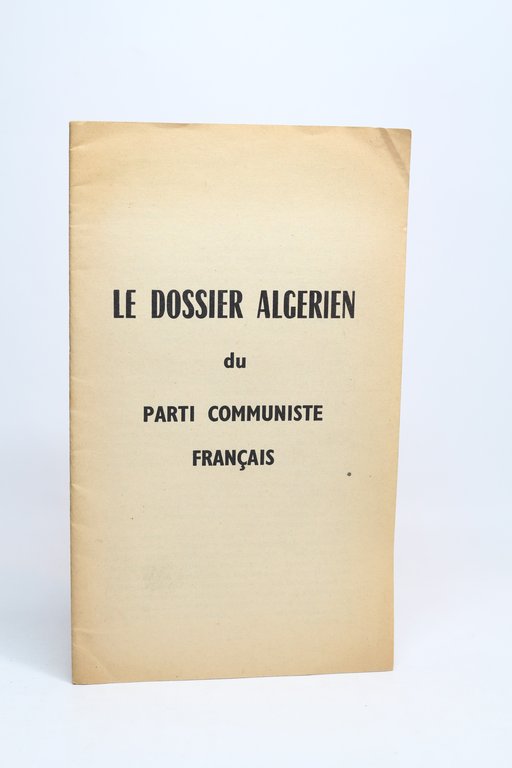 LE DOSSIER ALGERIEN
du
PARTI COMMUNISTE
FRANÇAIS